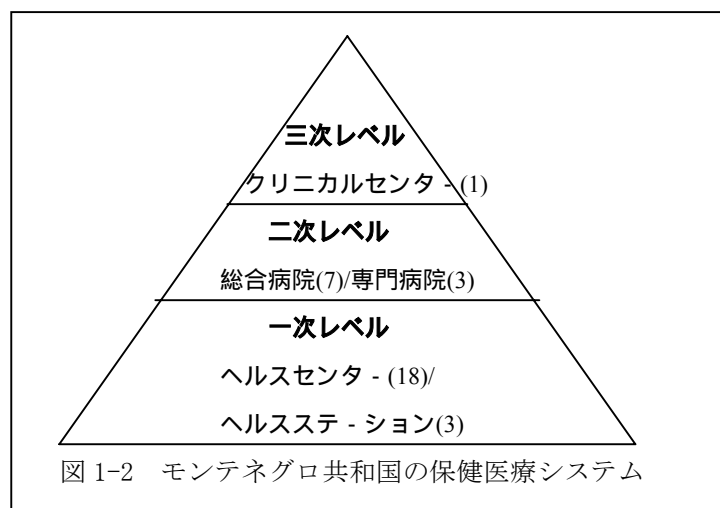 三次レベル
クリニカルセンタ - (1)
二次レベル
総合病院(7)/専門病院(3)
一次レベル
ヘルスセンタ - (18)/
ヘルスステ - ション(3)
図 1-2　モンテネグロ共和国の保健医療システム